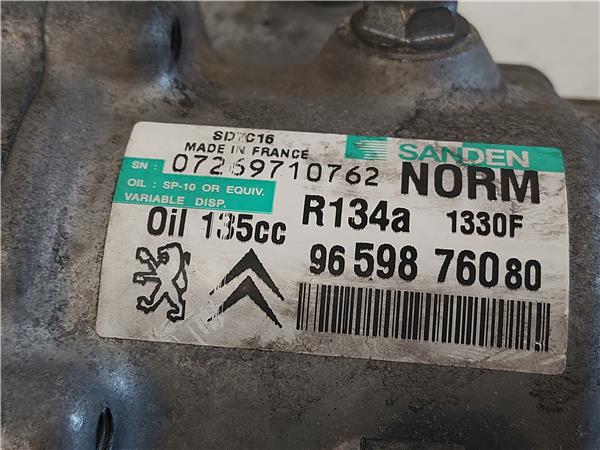 SD7C16
MADE IN FRANCE
SANDEN
SN: 07269710762 NORM
OIL : SP-10 OR EQUIV.
VARIABLE DISP.
R134a 1330F
Oil 135cc
96 598 760 80